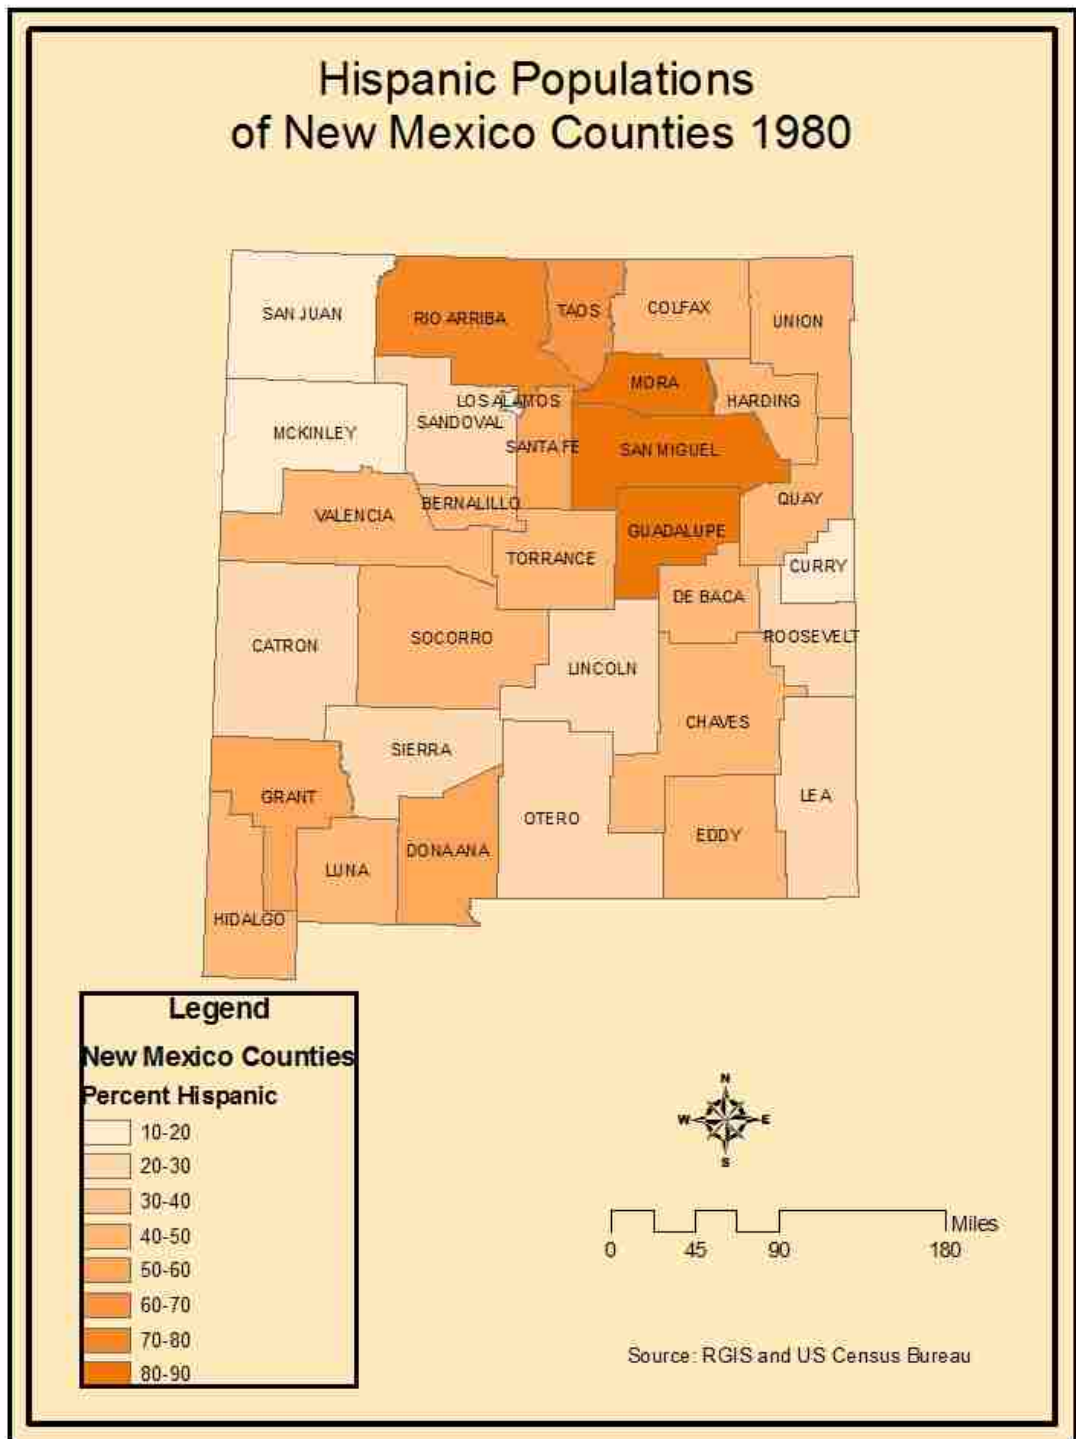 Hispanic Populations
of New Mexico Counties 1980
SAN JUAN
RIO ARRIBA
TAOS
COLFAX
UNION
MORA
HARDING
LOS ALAMOS
SANDOVAL
MCKINLEY
SANTA FE
SAN MIGUEL
BERNALILLO
QUAY
VALENCIA
GUADALUPE
TORRANCE
CURRY
DE BACA
ROOSEVELT
SOCORRO
CATRON
LINCOLN
CHAVES
SIERRA
GRANT
LEA
OTERO
EDDY
DONA ANA
LUNA
HIDALGO
Legend
New Mexico Counties
Percent Hispanic
10-20
20-30
30-40
40-50
50-60
60-70
70-80
80-90
N
W E
S
Miles
0 45 90 180
Source: RGIS and US Census Bureau